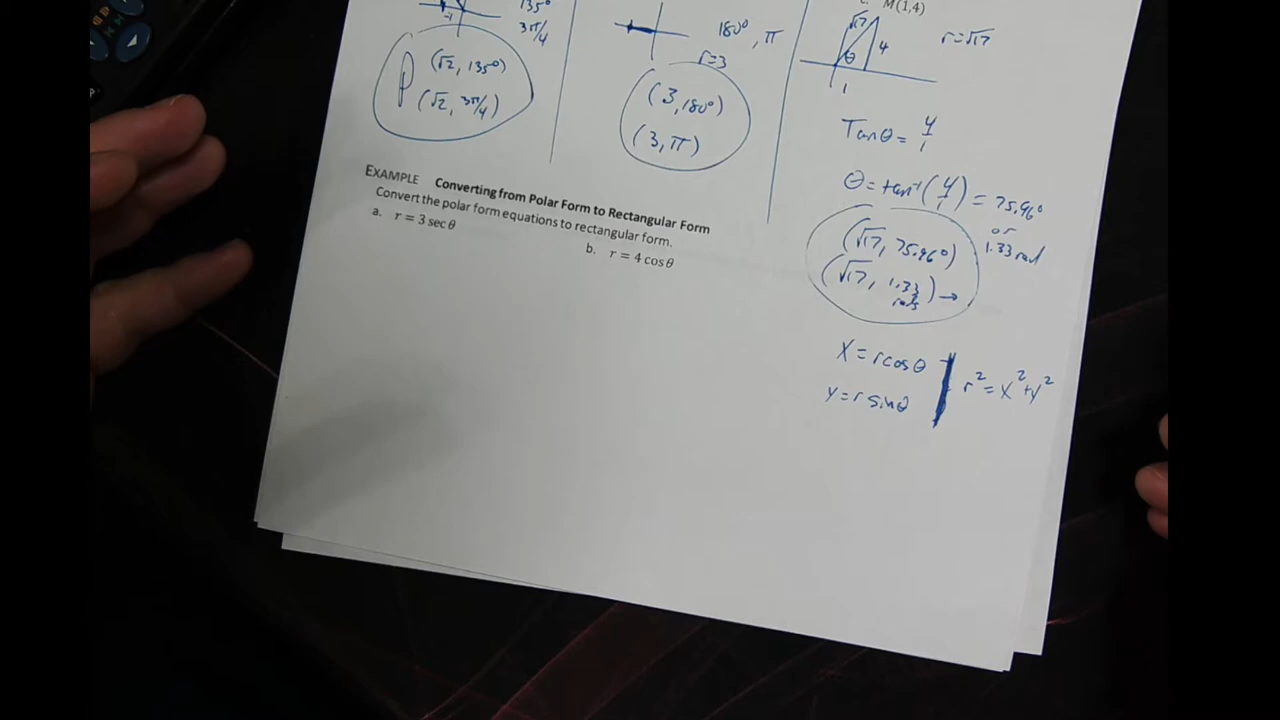 -1
135°
3π/4
P (√2, 135°)
(√2, 3π/4)
180°, π
r=3
(3, 180°)
(3, π)
c. M(1,4)
√17
4
θ
1
r=√17
Tanθ = 4/1
θ = tan⁻¹(4/1) = 75.96°
or
1.33 rad
(√17, 75.96°)
(√17, 1.33 rads) →
EXAMPLE Converting from Polar Form to Rectangular Form
Convert the polar form equations to rectangular form.
a. r = 3 sec θ
b. r = 4 cos θ
X = r cos θ
y = r sin θ
r² = x² + y²